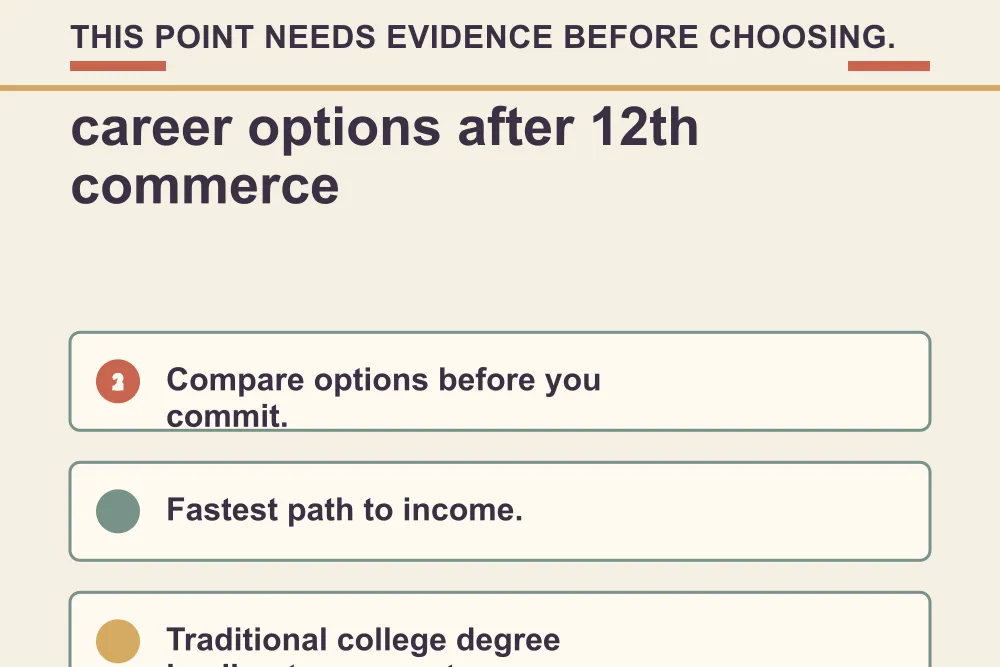 THIS POINT NEEDS EVIDENCE BEFORE CHOOSING.
career options after 12th
commerce
Compare options before you
commit.
Fastest path to income.
Traditional college degree